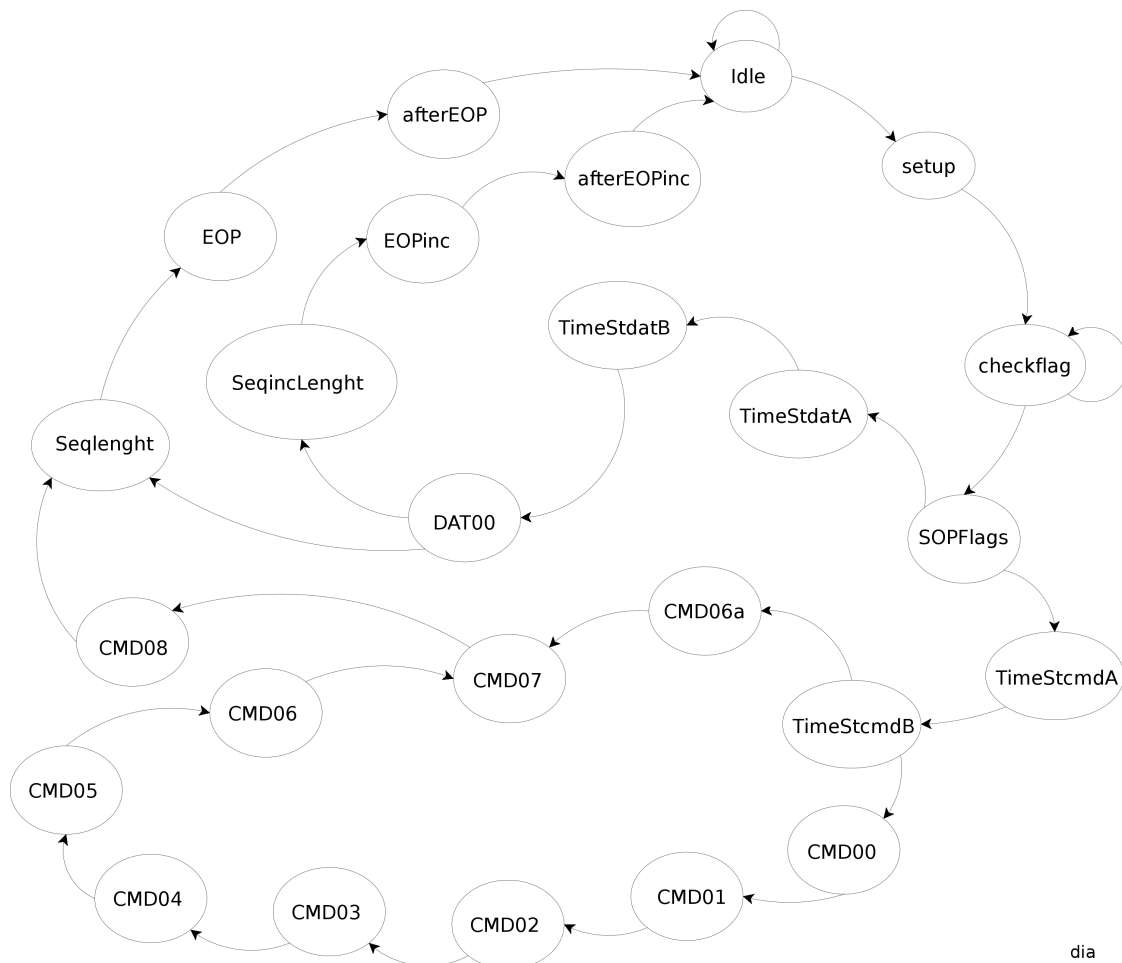 Idle
afterEOP
setup
afterEOPinc
EOP
EOPinc
TimeStdatB
checkflag
SeqincLenght
TimeStdatA
Seqlenght
DAT00
SOPFlags
CMD06a
CMD08
CMD07
TimeStcmdA
CMD06
TimeStcmdB
CMD05
CMD00
CMD04
CMD01
CMD03
CMD02
dia